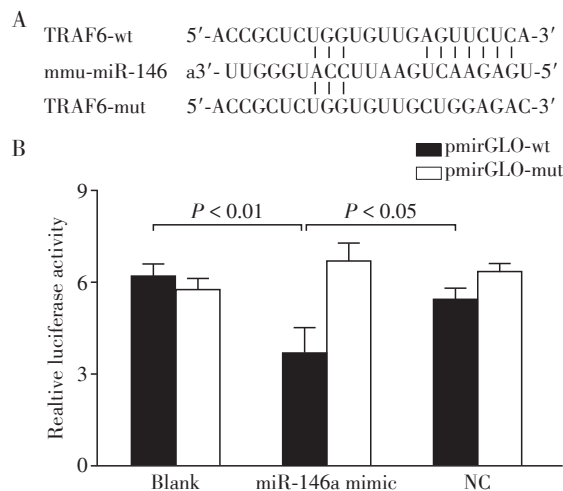 A
TRAF6-wt 5′-ACCGCUCUGGUGUUGAGUUCUCA-3′
mmu-miR-146 a3′- UUGGGUACCUUAAGUCAAGAGU-5′
TRAF6-mut 5′-ACCGCUCUGGUGUUGCUGGAGAC-3′
B
pmirGLO-wt
pmirGLO-mut
9
P < 0.01 P < 0.05
6
3
0
Realtive luciferase activity
Blank miR-146a mimic NC